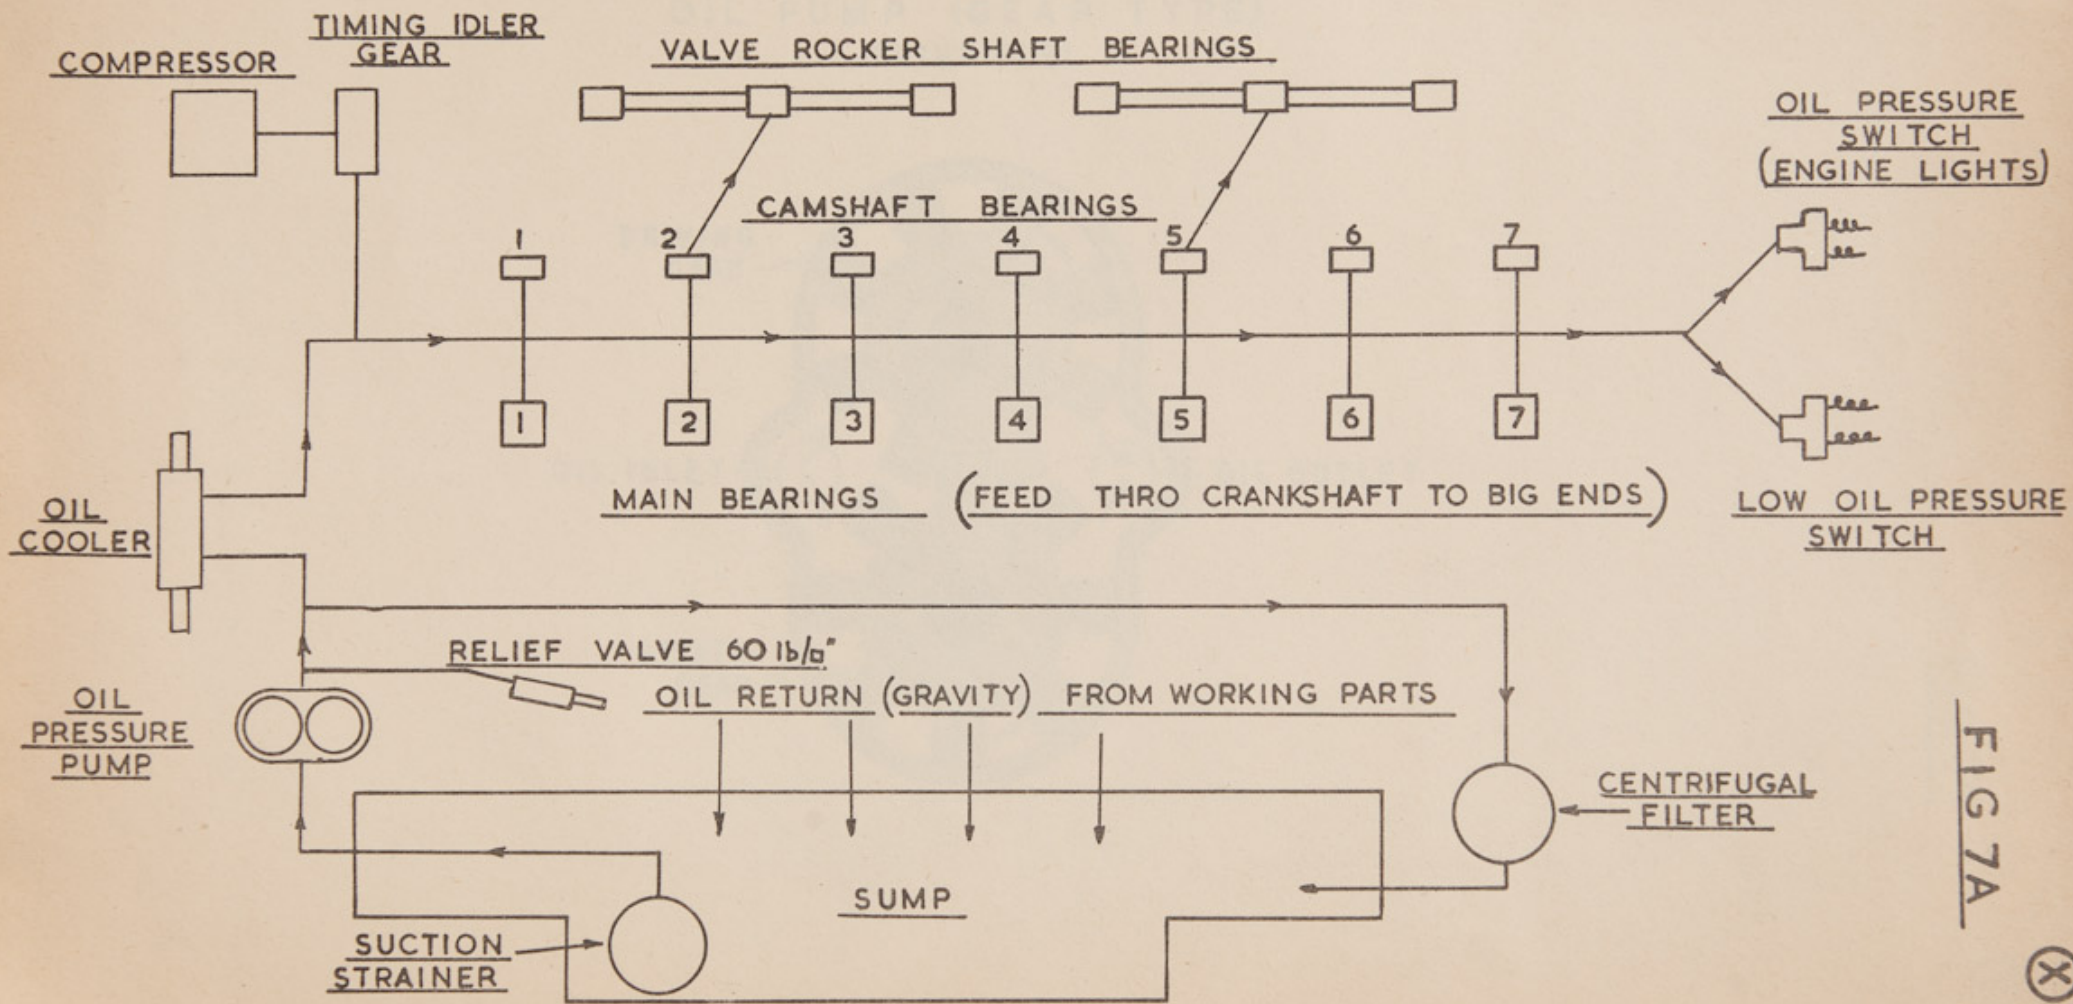 TIMING IDLER
GEAR
COMPRESSOR
VALVE ROCKER SHAFT BEARINGS
OIL PRESSURE
SWITCH
(ENGINE LIGHTS)
CAMSHAFT BEARINGS
1 2 3 4 5 6 7
1 2 3 4 5 6 7
MAIN BEARINGS (FEED THRO CRANKSHAFT TO BIG ENDS)
LOW OIL PRESSURE
SWITCH
OIL
COOLER
RELIEF VALVE 60 lb/□"
OIL RETURN (GRAVITY) FROM WORKING PARTS
OIL
PRESSURE
PUMP
CENTRIFUGAL
FILTER
SUMP
SUCTION
STRAINER
FIG 7A
X